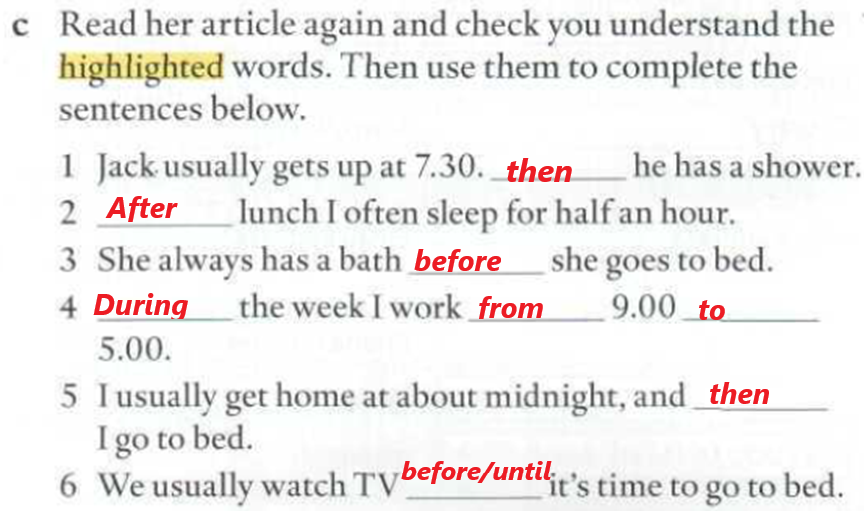 c Read her article again and check you understand the
highlighted words. Then use them to complete the
sentences below.
1 Jack usually gets up at 7.30. then he has a shower.
2 After lunch I often sleep for half an hour.
3 She always has a bath before she goes to bed.
4 During the week I work from 9.00 to
5.00.
5 I usually get home at about midnight, and then
I go to bed.
6 We usually watch TV before/until it's time to go to bed.